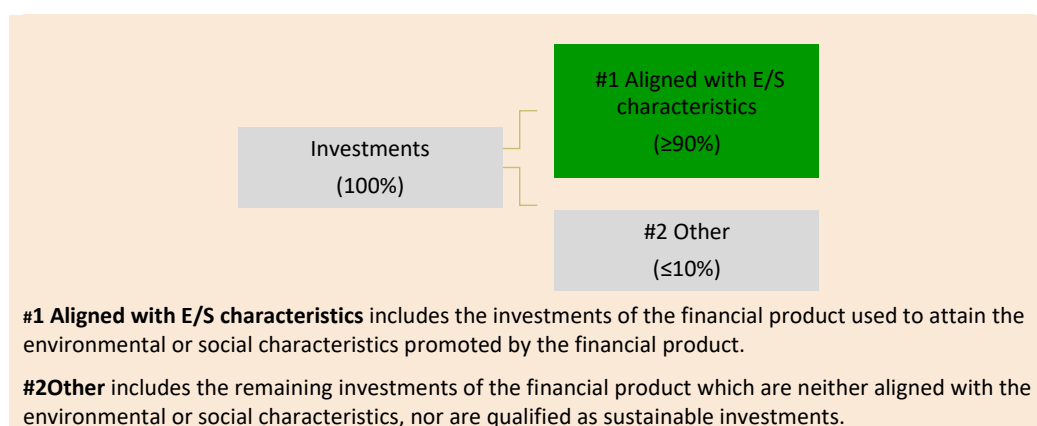 #1 Aligned with E/S
characteristics
(≥90%)
Investments
(100%)
#2 Other
(≤10%)
#1 Aligned with E/S characteristics includes the investments of the financial product used to attain the
environmental or social characteristics promoted by the financial product.
#2Other includes the remaining investments of the financial product which are neither aligned with the
environmental or social characteristics, nor are qualified as sustainable investments.